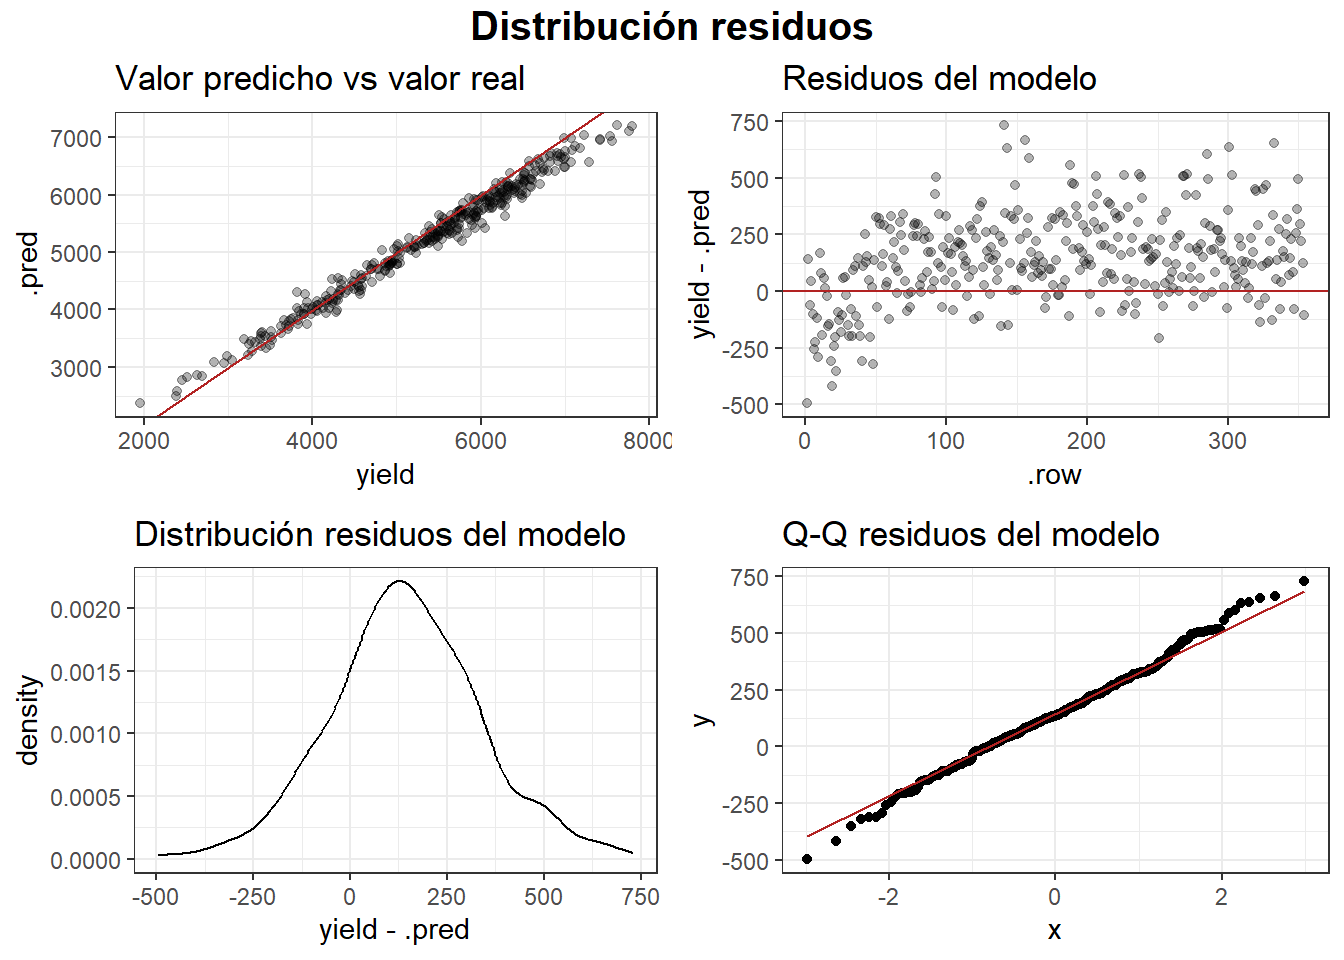 Distribución residuos
Valor predicho vs valor real
7000
6000
5000
4000
3000
.pred
2000 4000 6000 8000
yield
Residuos del modelo
750
500
250
0
-250
-500
yield - .pred
0 100 200 300
.row
Distribución residuos del modelo
0.0020
0.0015
0.0010
0.0005
0.0000
density
-500 -250 0 250 500 750
yield - .pred
Q-Q residuos del modelo
750
500
250
0
-250
-500
y
-2 0 2
x